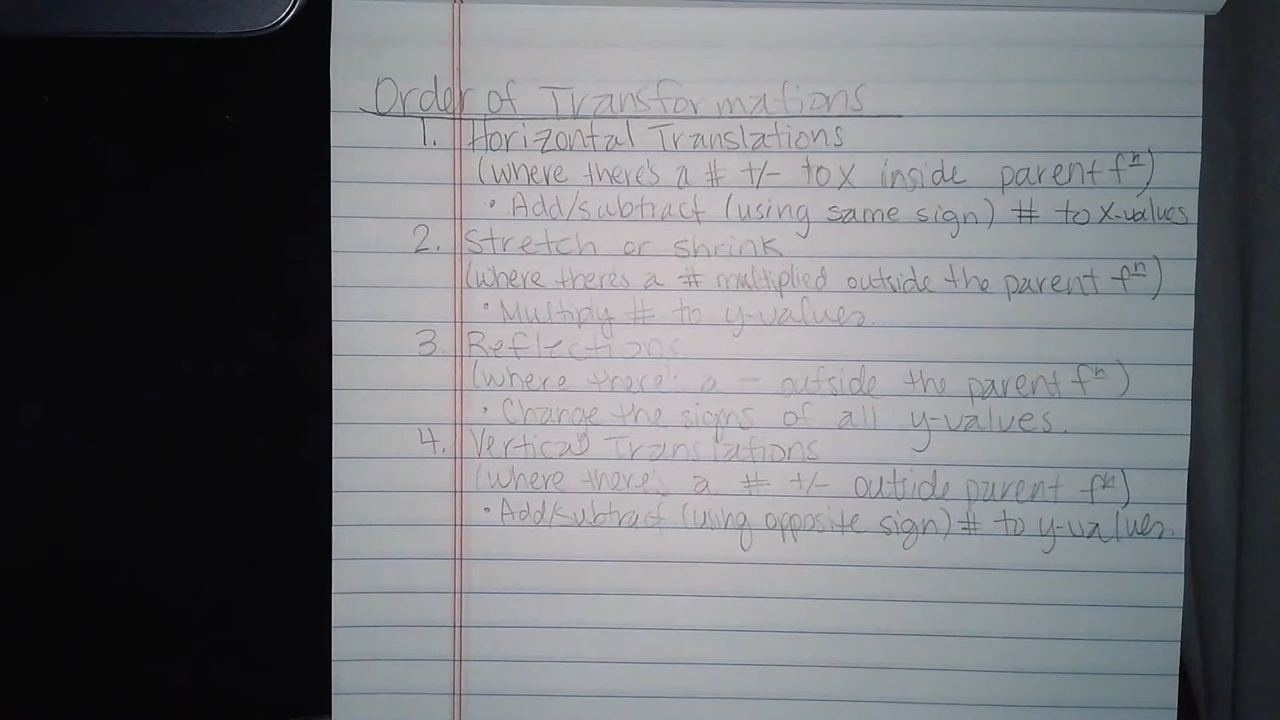 Order of Transformations
1. Horizontal Translations
(where there's a # +/- to x inside parent fⁿ)
• Add/subtract (using same sign) # to x-values
2. Stretch or shrink
(where there's a # multiplied outside the parent fⁿ)
• Multiply # to y-values.
3. Reflections
(where there's a - outside the parent fⁿ)
• Change the signs of all y-values.
4. Vertical Translations
(where there's a # +/- outside parent fⁿ)
• Add/subtract (using opposite sign) # to y-values.